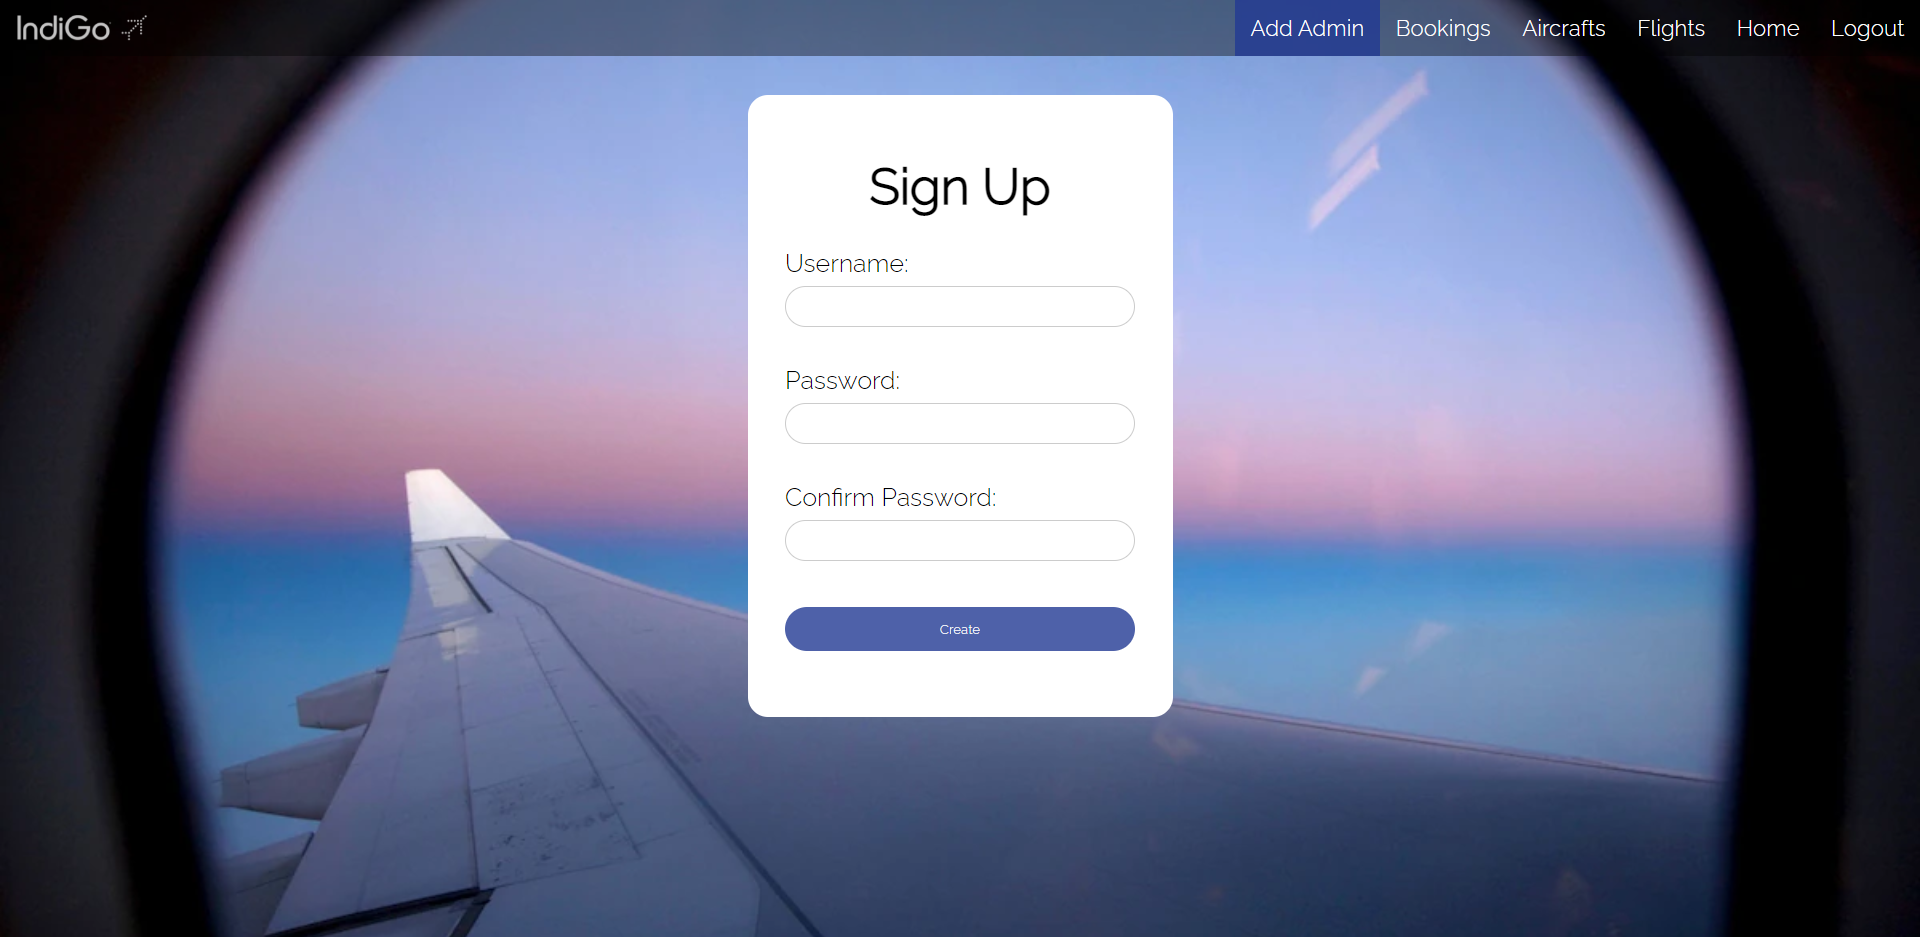 IndiGo
Add Admin Bookings Aircrafts Flights Home Logout
Sign Up
Username:
Password:
Confirm Password:
Create